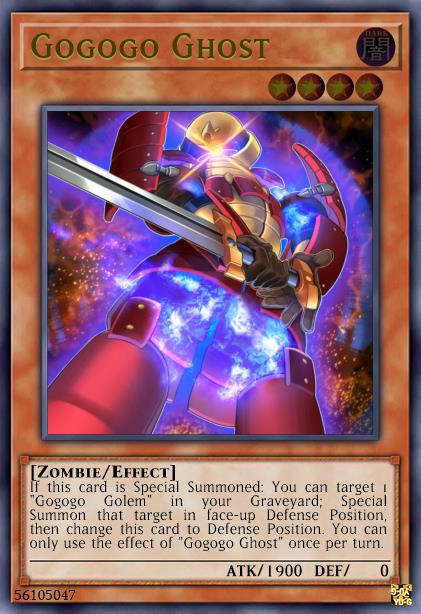 Gogogo Ghost
DARK
闇
[Zombie/Effect]
If this card is Special Summoned: You can target 1
"Gogogo Golem" in your Graveyard; Special
Summon that target in face-up Defense Position,
then change this card to Defense Position. You can
only use the effect of "Gogogo Ghost" once per turn.
ATK/1900 DEF/ 0
56105047